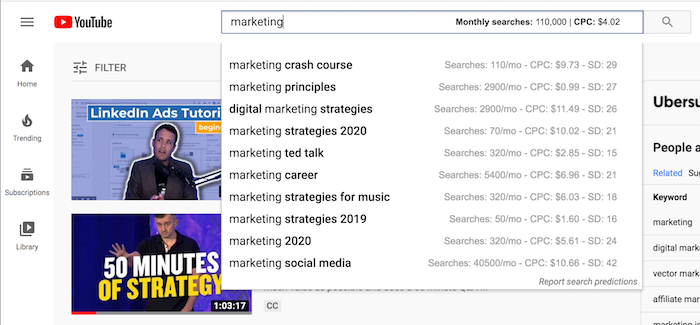 YouTube
marketing
Monthly searches: 110,000 | CPC: $4.02
FILTER
Home
Trending
Subscriptions
Library
LinkedIn Ads Tutori
begin
50 MINUTES
OF STRATEGY
1:03:17
CC
marketing crash course Searches: 110/mo - CPC: $9.73 - SD: 29
marketing principles Searches: 2900/mo - CPC: $0.99 - SD: 27
digital marketing strategies Searches: 2900/mo - CPC: $11.49 - SD: 26
marketing strategies 2020 Searches: 70/mo - CPC: $10.02 - SD: 21
marketing ted talk Searches: 320/mo - CPC: $2.85 - SD: 15
marketing career Searches: 5400/mo - CPC: $6.96 - SD: 21
marketing strategies for music Searches: 320/mo - CPC: $6.03 - SD: 18
marketing strategies 2019 Searches: 50/mo - CPC: $1.60 - SD: 16
marketing 2020 Searches: 320/mo - CPC: $5.61 - SD: 24
marketing social media Searches: 40500/mo - CPC: $10.66 - SD: 42
Report search predictions
Ubersu
People a
Related Sug
Keyword
marketing
digital mark
vector mar
affiliate mar